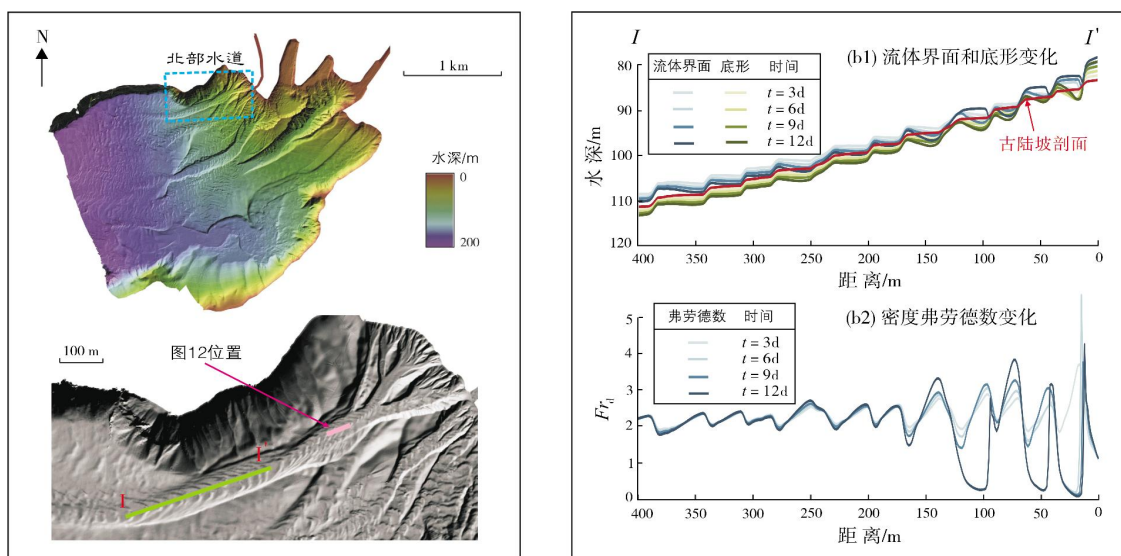 N
北部水道
1 km
水深/m
0
200
100 m
图12位置
I
I'
I
I'
(b1) 流体界面和底形变化
流体界面 底形 时间
t = 3d
t = 6d
t = 9d
t = 12d
古陆坡剖面
水深/m
80
90
100
110
120
400 350 300 250 200 150 100 50 0
距离/m
(b2) 密度弗劳德数变化
弗劳德数 时间
t = 3d
t = 6d
t = 9d
t = 12d
Frd
5
4
3
2
1
0
400 350 300 250 200 150 100 50 0
距离/m